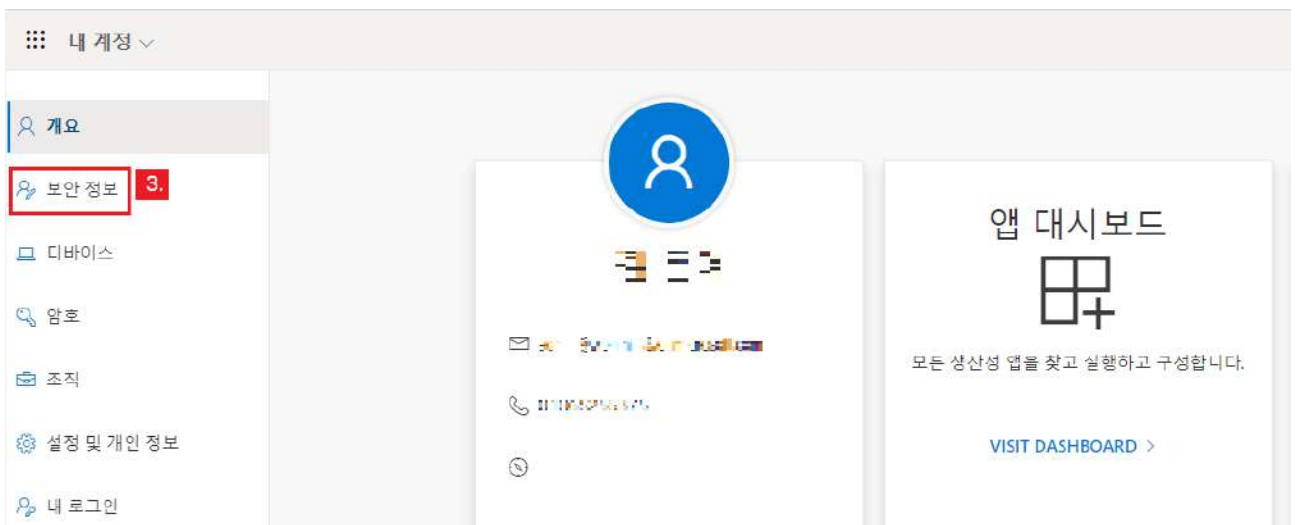 내 계정
개요
보안 정보
3.
디바이스
암호
조직
설정 및 개인 정보
내 로그인
앱 대시보드
모든 생산성 앱을 찾고 실행하고 구성합니다.
VISIT DASHBOARD >